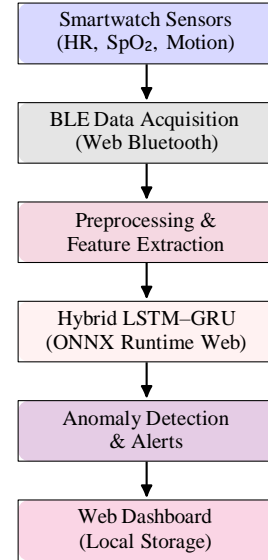 Smartwatch Sensors
(HR, SpO₂, Motion)
BLE Data Acquisition
(Web Bluetooth)
Preprocessing &
Feature Extraction
Hybrid LSTM–GRU
(ONNX Runtime Web)
Anomaly Detection
& Alerts
Web Dashboard
(Local Storage)